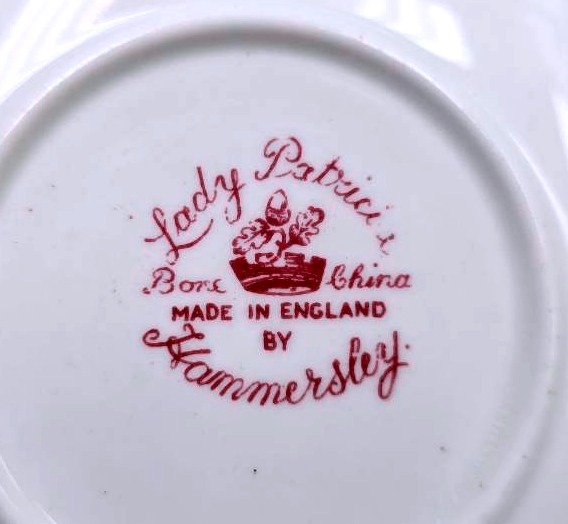 Lady Patricia
Bone China
MADE IN ENGLAND
BY
Hammersley.